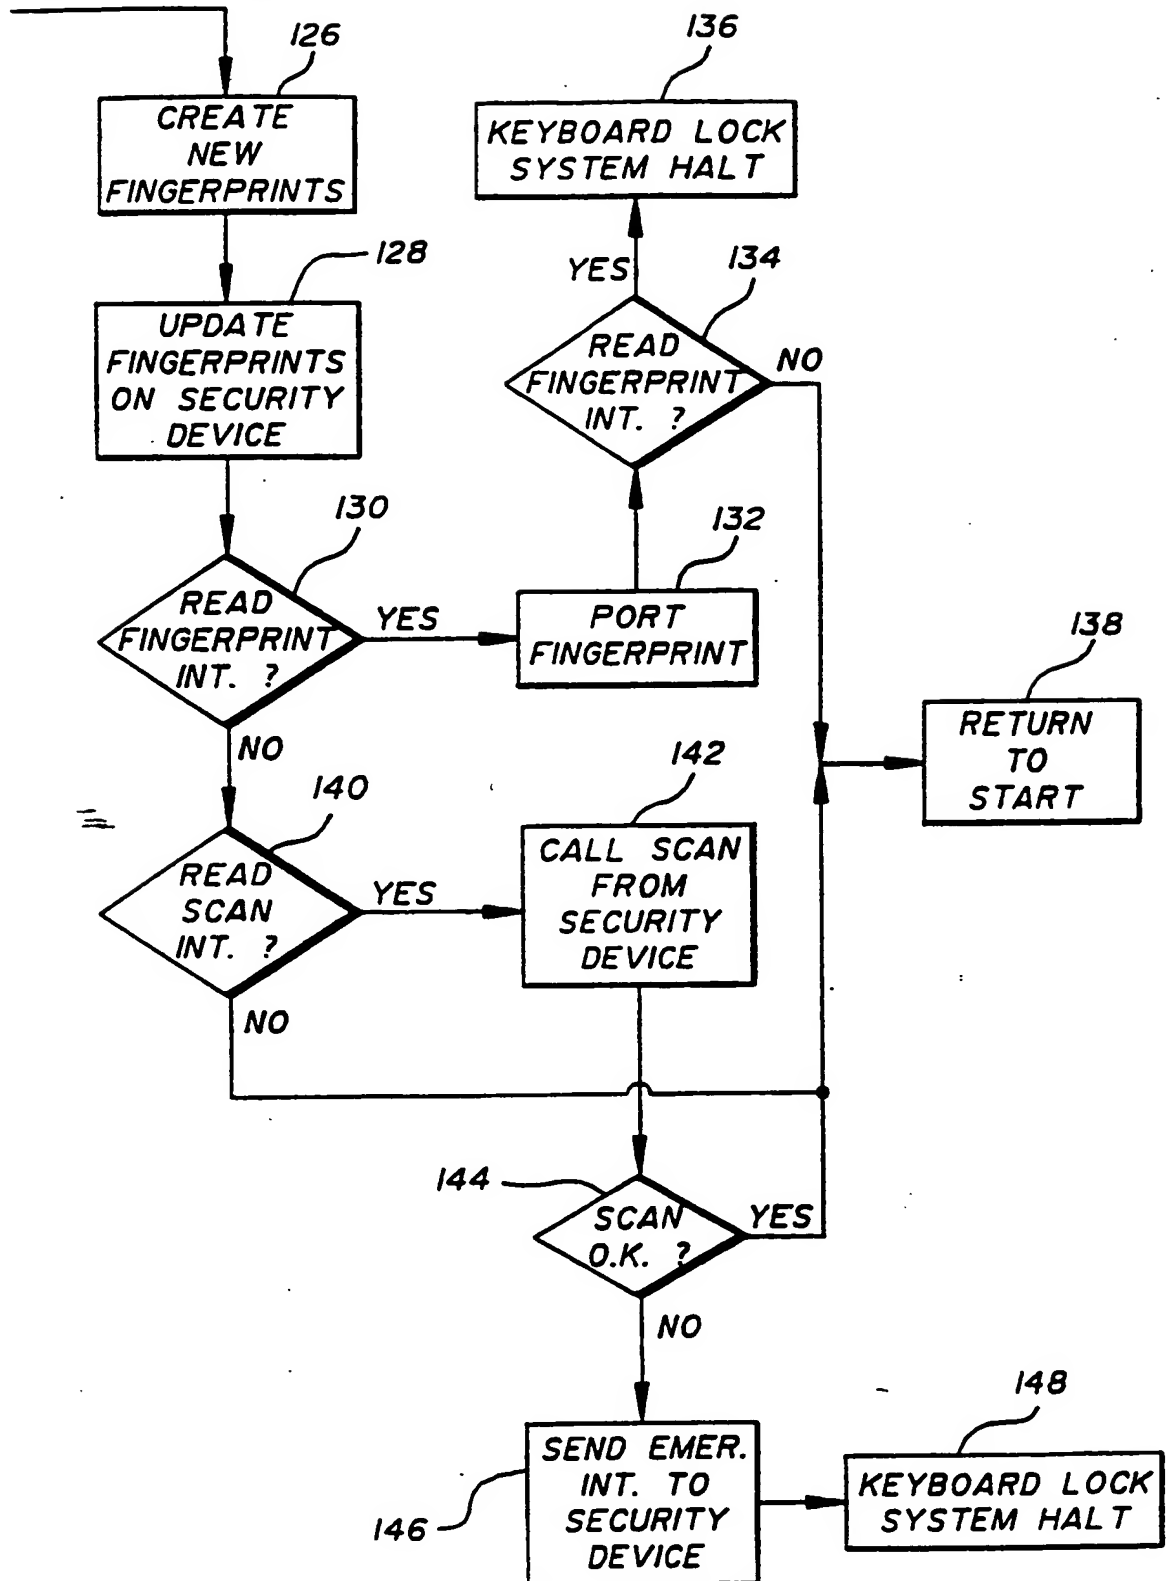 126
CREATE
NEW
FINGERPRINTS
136
KEYBOARD LOCK
SYSTEM HALT
128
UPDATE
FINGERPRINTS
ON SECURITY
DEVICE
YES
134
READ
FINGERPRINT
INT. ?
NO
130
READ
FINGERPRINT
INT. ?
YES
132
PORT
FINGERPRINT
138
RETURN
TO
START
NO
140
READ
SCAN
INT. ?
YES
142
CALL SCAN
FROM
SECURITY
DEVICE
NO
144
SCAN
O.K. ?
YES
NO
146
SEND EMER.
INT. TO
SECURITY
DEVICE
148
KEYBOARD LOCK
SYSTEM HALT